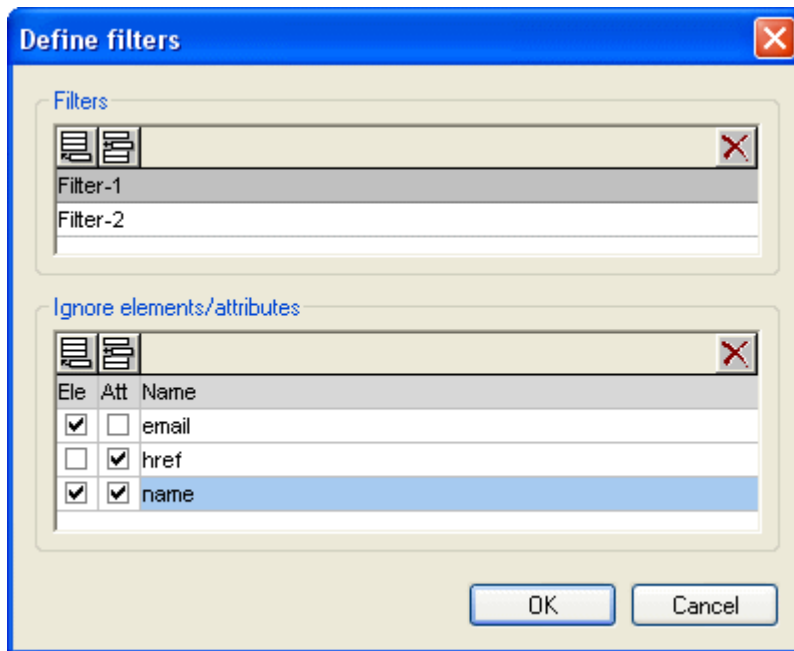 Define filters
Filters
Filter-1
Filter-2
Ignore elements/attributes
Ele Att Name
email
href
name
OK Cancel